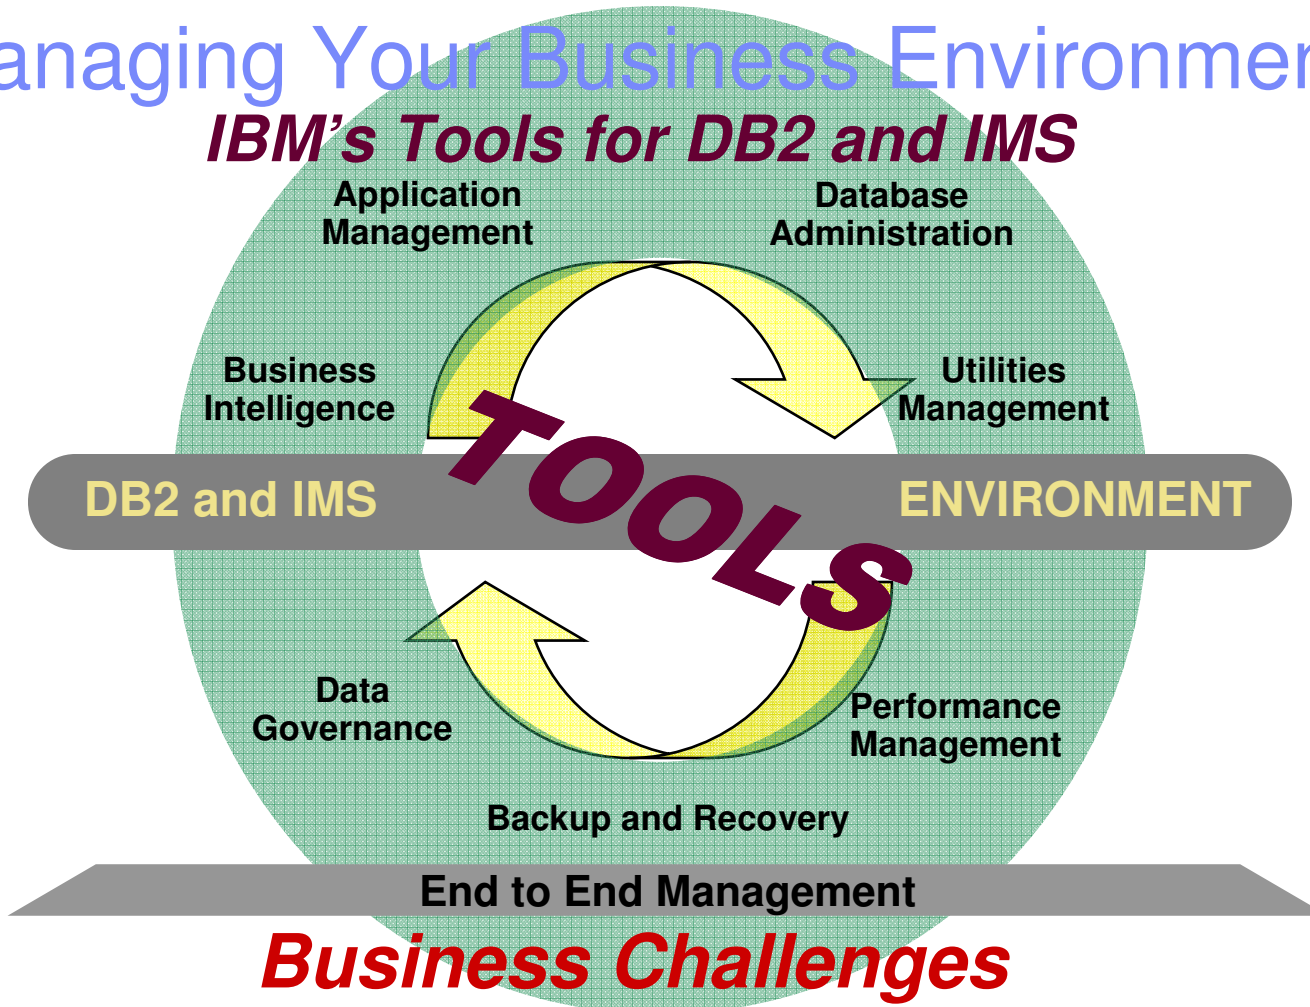 anaging Your Business Environmen
IBM's Tools for DB2 and IMS
Application
Management
Database
Administration
Business
Intelligence
Utilities
Management
TOOLS
DB2 and IMS
ENVIRONMENT
Data
Governance
Performance
Management
Backup and Recovery
End to End Management
Business Challenges